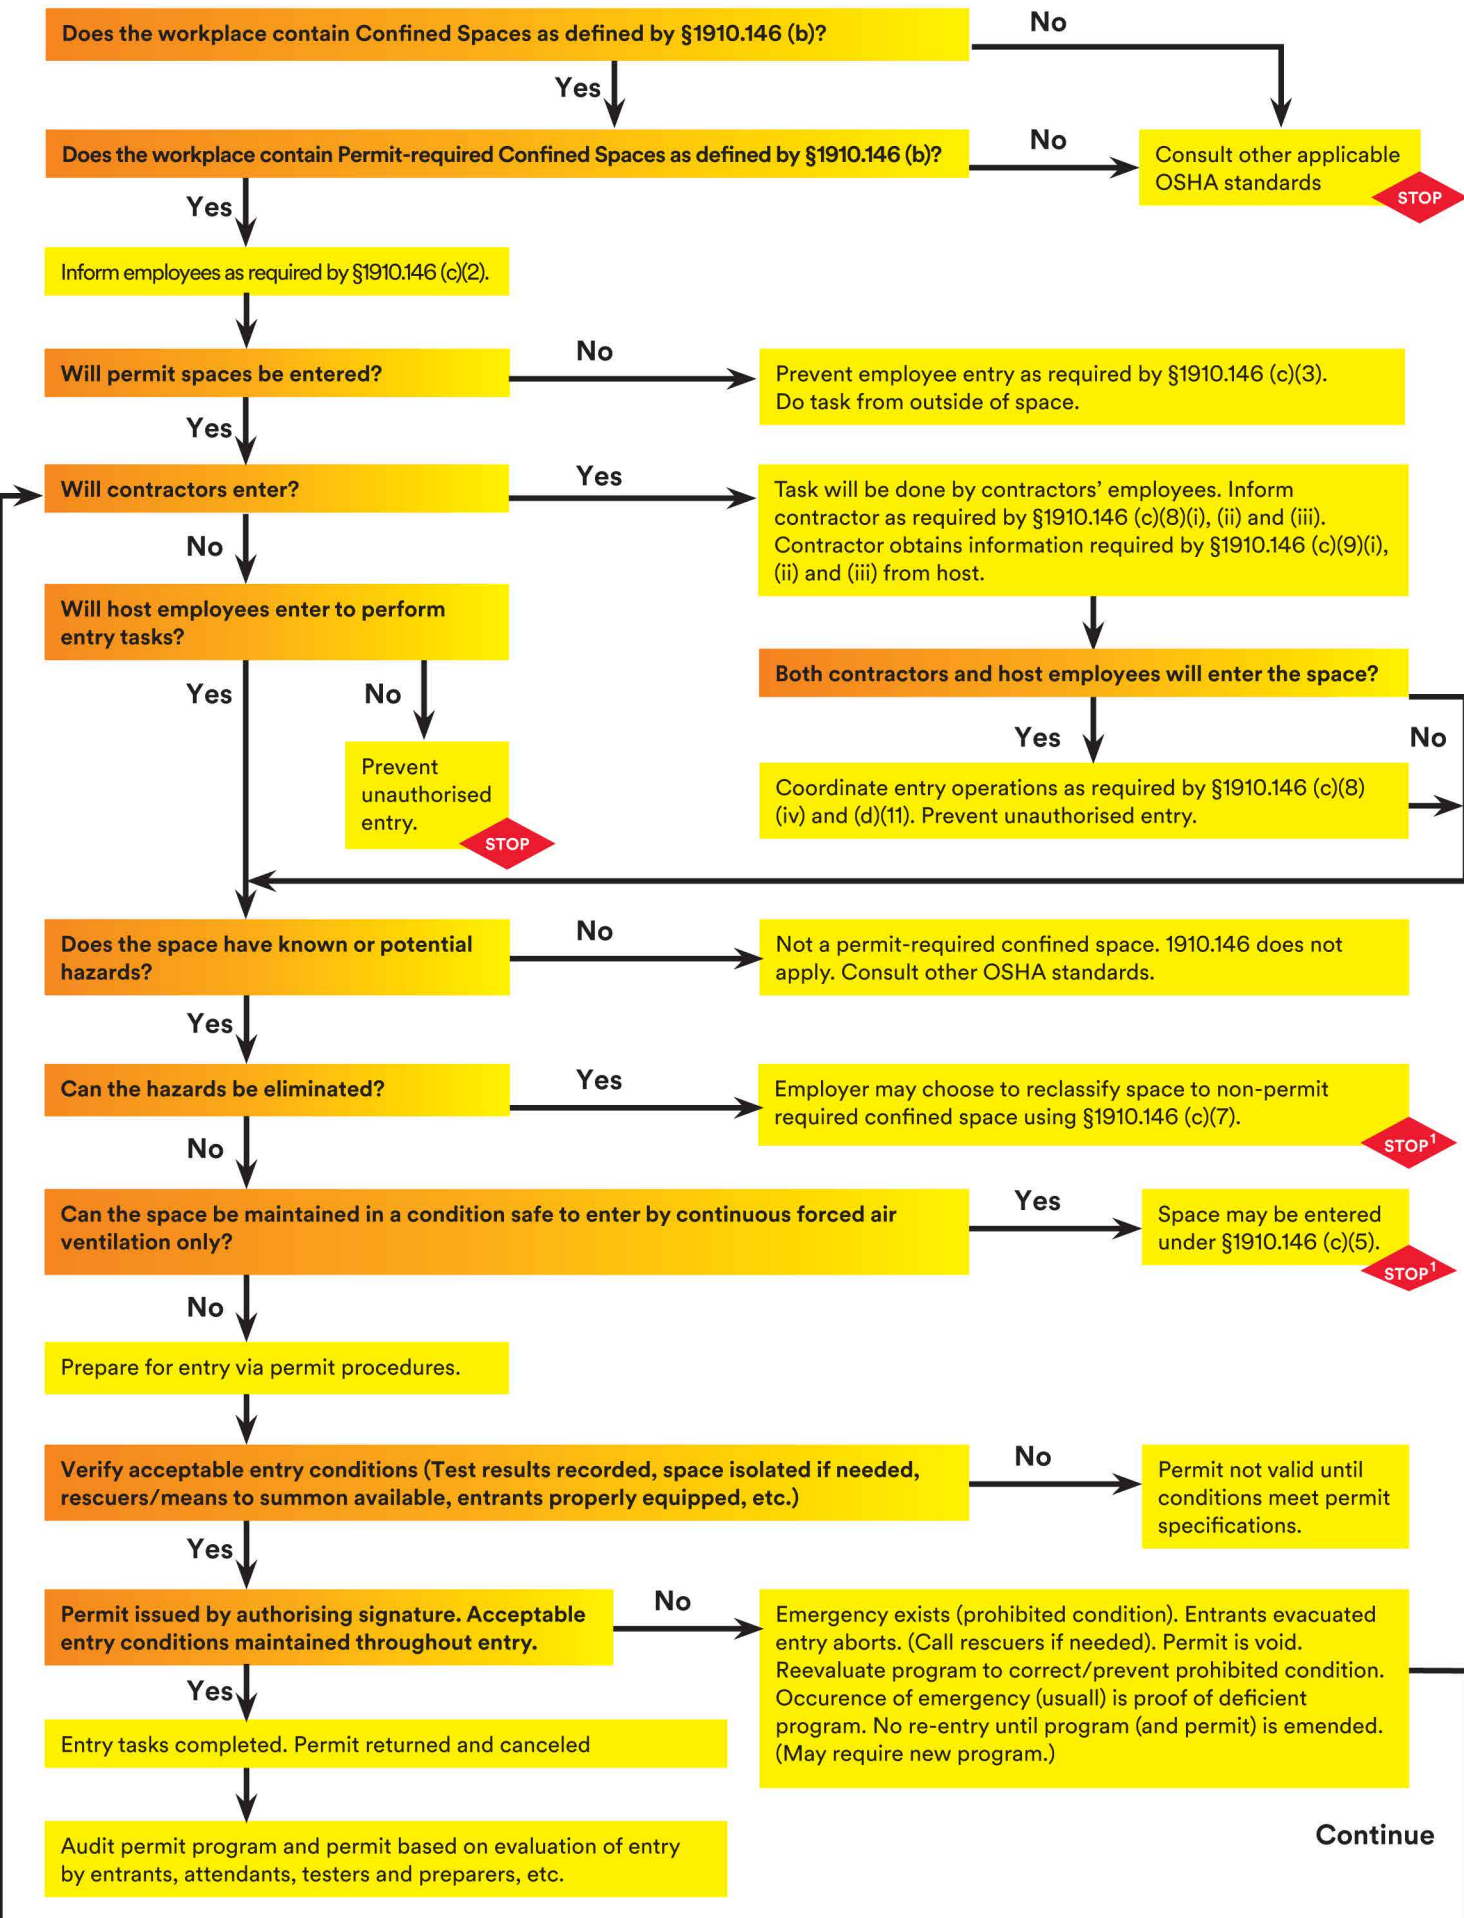 Does the workplace contain Confined Spaces as defined by §1910.146 (b)?
No
Yes
Does the workplace contain Permit-required Confined Spaces as defined by §1910.146 (b)?
No
Consult other applicable
OSHA standards
STOP
Yes
Inform employees as required by §1910.146 (c)(2).
Will permit spaces be entered?
No
Prevent employee entry as required by §1910.146 (c)(3).
Do task from outside of space.
Yes
Will contractors enter?
Yes
Task will be done by contractors’ employees. Inform
contractor as required by §1910.146 (c)(8)(i), (ii) and (iii).
Contractor obtains information required by §1910.146 (c)(9)(i),
(ii) and (iii) from host.
No
Will host employees enter to perform
entry tasks?
Both contractors and host employees will enter the space?
Yes
No
Yes
No
Prevent
unauthorised
entry.
STOP
Coordinate entry operations as required by §1910.146 (c)(8)
(iv) and (d)(11). Prevent unauthorised entry.
Does the space have known or potential
hazards?
No
Not a permit-required confined space. 1910.146 does not
apply. Consult other OSHA standards.
Yes
Can the hazards be eliminated?
Yes
Employer may choose to reclassify space to non-permit
required confined space using §1910.146 (c)(7).
STOP¹
No
Can the space be maintained in a condition safe to enter by continuous forced air
ventilation only?
Yes
Space may be entered
under §1910.146 (c)(5).
STOP¹
No
Prepare for entry via permit procedures.
Verify acceptable entry conditions (Test results recorded, space isolated if needed,
rescuers/means to summon available, entrants properly equipped, etc.)
No
Permit not valid until
conditions meet permit
specifications.
Yes
Permit issued by authorising signature. Acceptable
entry conditions maintained throughout entry.
No
Emergency exists (prohibited condition). Entrants evacuated
entry aborts. (Call rescuers if needed). Permit is void.
Reevaluate program to correct/prevent prohibited condition.
Occurence of emergency (usuall) is proof of deficient
program. No re-entry until program (and permit) is emended.
(May require new program.)
Yes
Entry tasks completed. Permit returned and canceled
Continue
Audit permit program and permit based on evaluation of entry
by entrants, attendants, testers and preparers, etc.